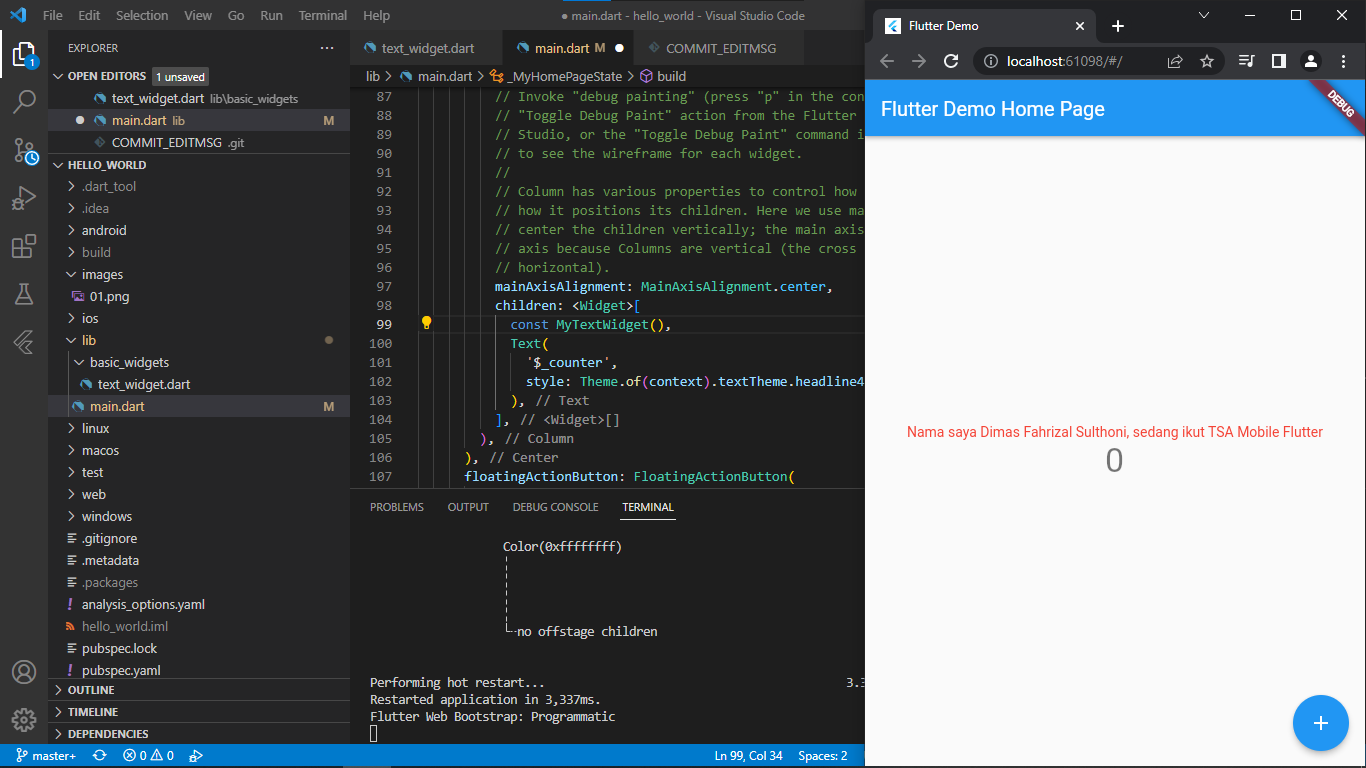 File Edit Selection View Go Run Terminal Help
● main.dart - hello_world - Visual Studio Code
EXPLORER
OPEN EDITORS 1 unsaved
text_widget.dart lib\basic_widgets
main.dart lib M
COMMIT_EDITMSG .git
HELLO_WORLD
.dart_tool
.idea
android
build
images
01.png
ios
lib
basic_widgets
text_widget.dart
main.dart M
linux
macos
test
web
windows
.gitignore
.metadata
.packages
analysis_options.yaml
hello_world.iml
pubspec.lock
pubspec.yaml
OUTLINE
TIMELINE
DEPENDENCIES
1
text_widget.dart main.dart M COMMIT_EDITMSG
lib > main.dart > _MyHomePageState > build
87 // Invoke "debug painting" (press "p" in the con
88 // "Toggle Debug Paint" action from the Flutter
89 // Studio, or the "Toggle Debug Paint" command i
90 // to see the wireframe for each widget.
91 //
92 // Column has various properties to control how
93 // how it positions its children. Here we use ma
94 // center the children vertically; the main axis
95 // axis because Columns are vertical (the cross
96 // horizontal).
97 mainAxisAlignment: MainAxisAlignment.center,
98 children: <Widget>[
99 const MyTextWidget(),
100 Text(
101 '$_counter',
102 style: Theme.of(context).textTheme.headline4
103 ), // Text
104 ], // <Widget>[]
105 ), // Column
106 ), // Center
107 floatingActionButton: FloatingActionButton(
PROBLEMS OUTPUT DEBUG CONSOLE TERMINAL
Color(0xffffffff)
no offstage children
Performing hot restart... 3.3
Restarted application in 3,337ms.
Flutter Web Bootstrap: Programmatic
master+ 0 0 Ln 99, Col 34 Spaces: 2
Flutter Demo
localhost:61098/#/
Flutter Demo Home Page
DEBUG
Nama saya Dimas Fahrizal Sulthoni, sedang ikut TSA Mobile Flutter
0
+